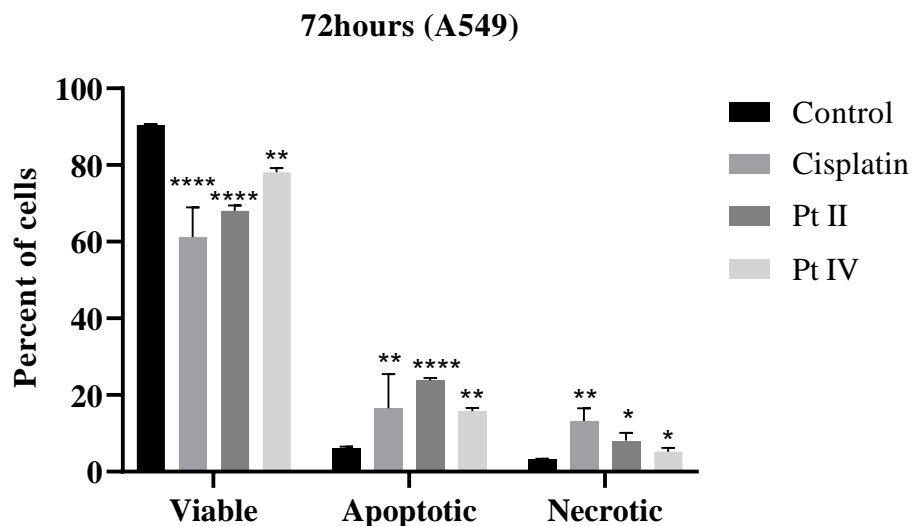 72hours (A549)
Percent of cells
100
80
60
40
20
0
****
****
**
**
****
**
**
*
*
Viable
Apoptotic
Necrotic
Control
Cisplatin
Pt II
Pt IV